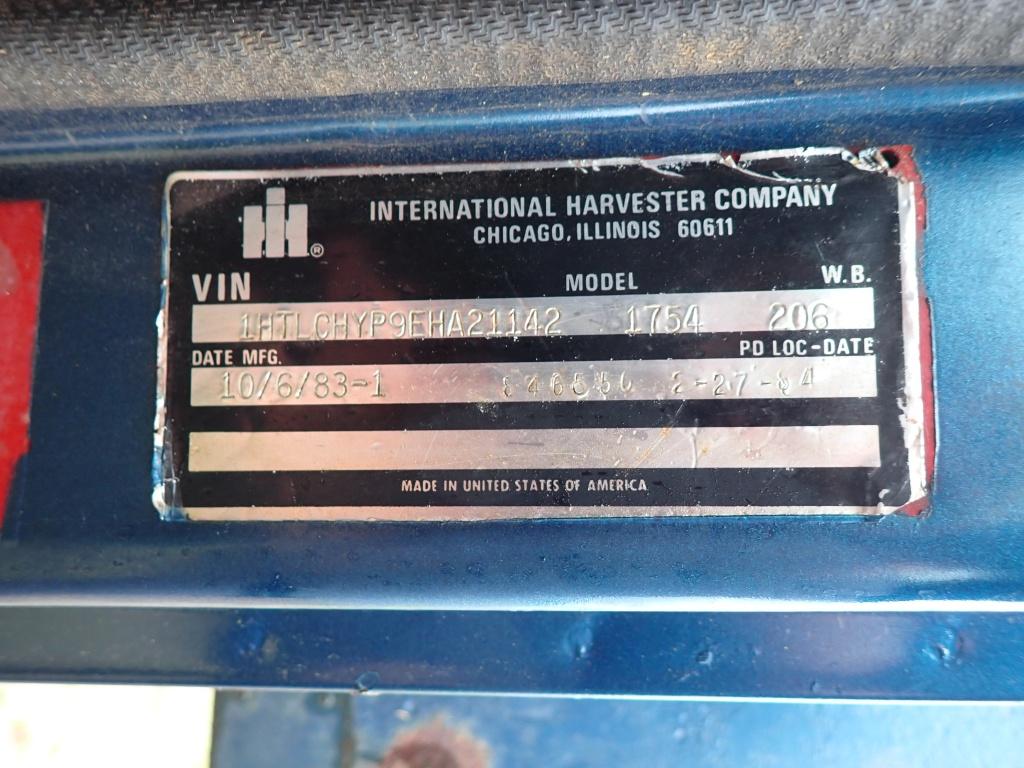 IH® INTERNATIONAL HARVESTER COMPANY
CHICAGO, ILLINOIS 60611
VIN MODEL W.B.
1HTLCHYP9EHA21142 1754 206
DATE MFG. PD LOC-DATE
10/6/83-1 2-27-84
MADE IN UNITED STATES OF AMERICA